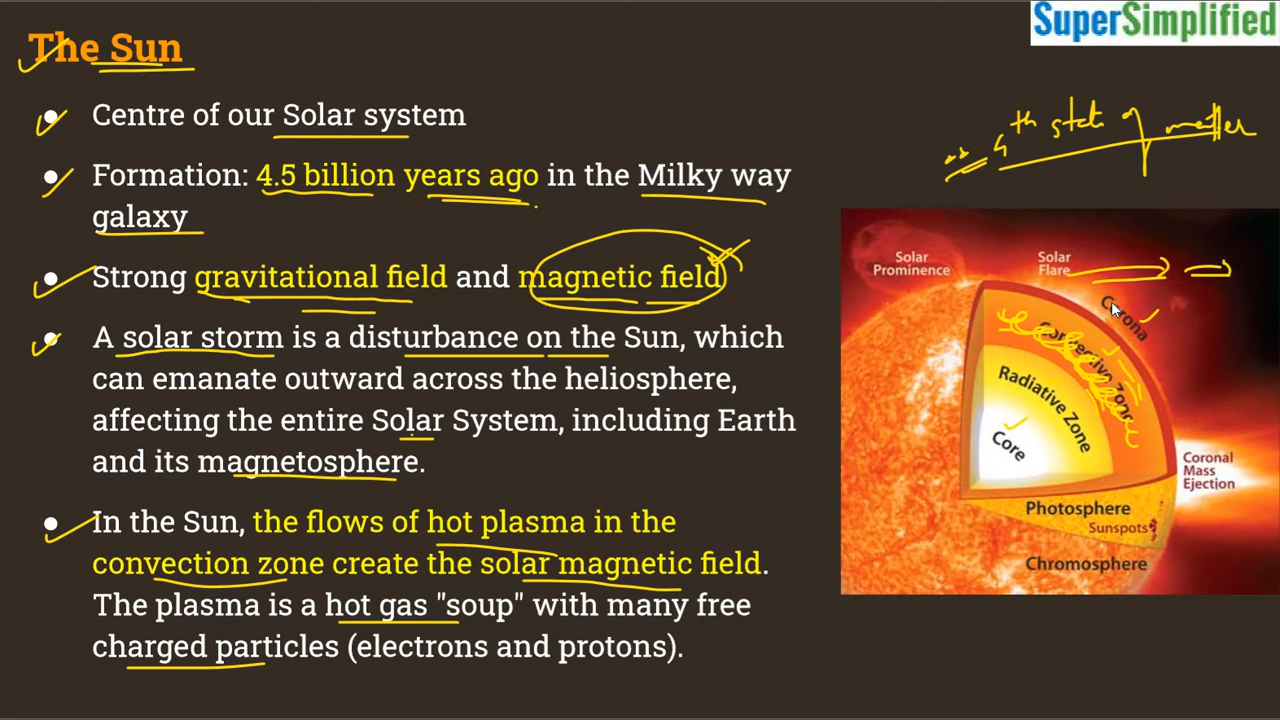 SuperSimplified
The Sun
● Centre of our Solar system
● Formation: 4.5 billion years ago in the Milky way
galaxy
● Strong gravitational field and magnetic field
● A solar storm is a disturbance on the Sun, which
can emanate outward across the heliosphere,
affecting the entire Solar System, including Earth
and its magnetosphere.
● In the Sun, the flows of hot plasma in the
convection zone create the solar magnetic field.
The plasma is a hot gas "soup" with many free
charged particles (electrons and protons).
4th state of matter
Solar
Prominence
Solar
Flare
Corona
Convective Zone
Radiative Zone
Core
Coronal
Mass
Ejection
Photosphere
Sunspots
Chromosphere